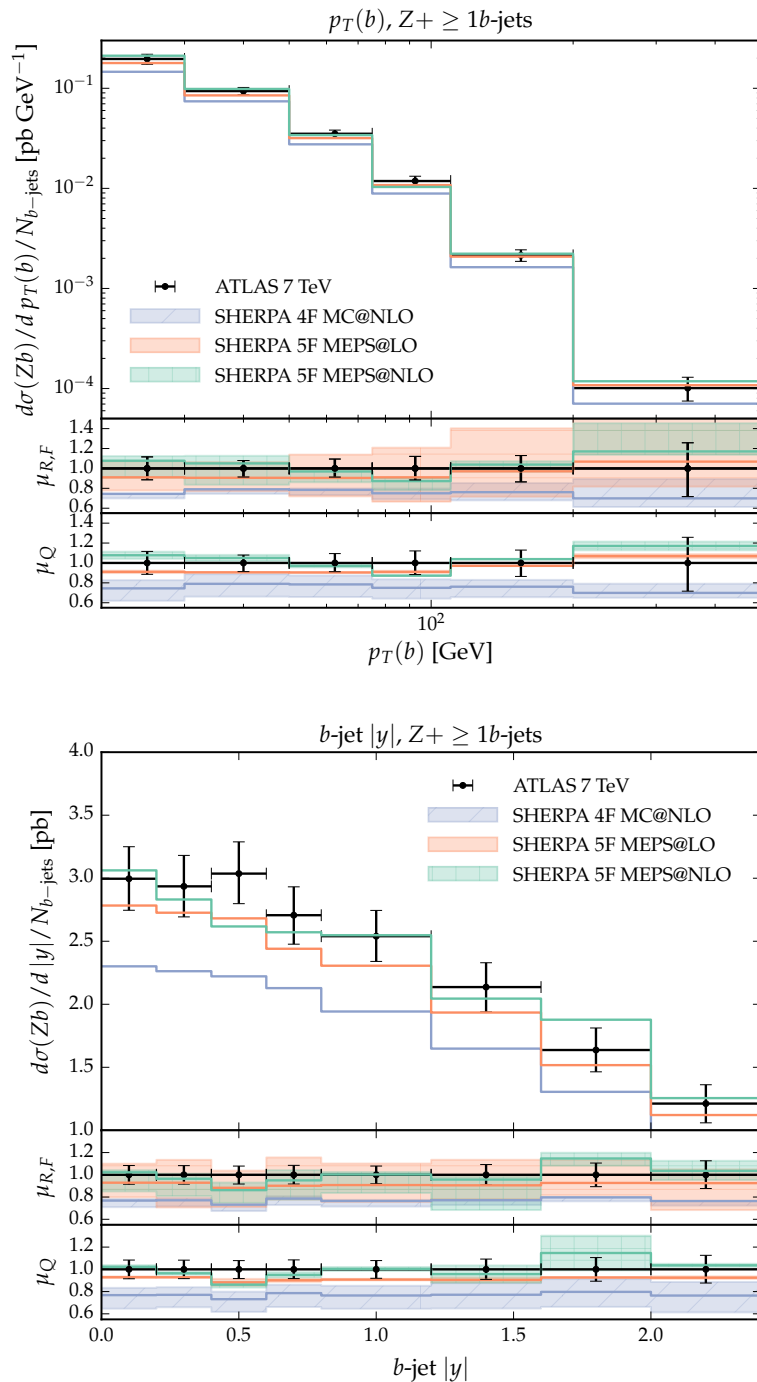 p_T(b), Z+ ≥ 1b-jets
dσ(Zb)/d p_T(b)/N_{b−jets} [pb GeV^{−1}]
10^{−1}
10^{−2}
10^{−3}
10^{−4}
ATLAS 7 TeV
SHERPA 4F MC@NLO
SHERPA 5F MEPS@LO
SHERPA 5F MEPS@NLO
μ_{R,F}
1.4
1.2
1.0
0.8
0.6
μ_Q
1.4
1.2
1.0
0.8
0.6
10^2
p_T(b) [GeV]
b-jet |y|, Z+ ≥ 1b-jets
dσ(Zb)/d |y|/N_{b−jets} [pb]
4.0
3.5
3.0
2.5
2.0
1.5
1.0
ATLAS 7 TeV
SHERPA 4F MC@NLO
SHERPA 5F MEPS@LO
SHERPA 5F MEPS@NLO
μ_{R,F}
1.2
1.0
0.8
0.6
μ_Q
1.2
1.0
0.8
0.6
0.0 0.5 1.0 1.5 2.0
b-jet |y|